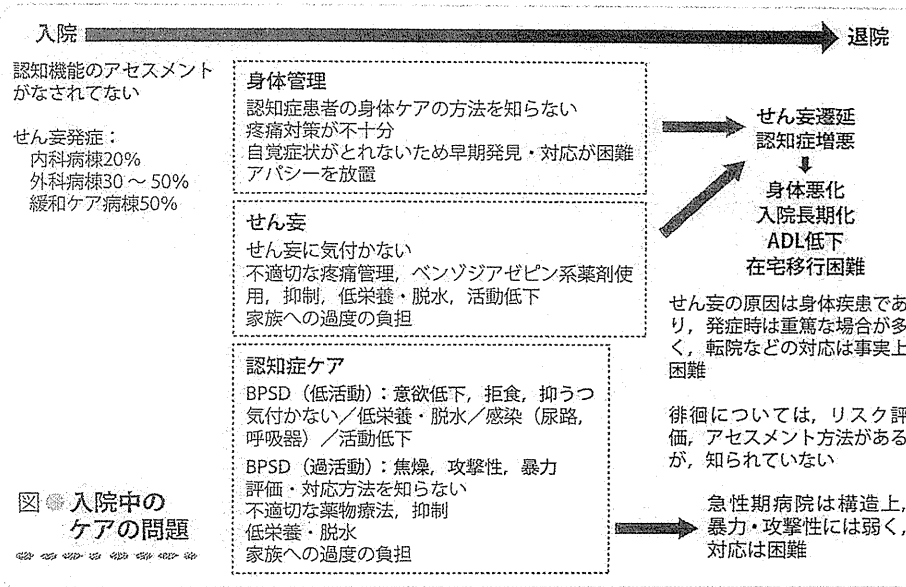 入院
退院
認知機能のアセスメント
がなされてない
せん妄発症:
内科病棟20%
外科病棟30 ~ 50%
緩和ケア病棟50%
身体管理
認知症患者の身体ケアの方法を知らない
疼痛対策が不十分
自覚症状がとれないため早期発見・対応が困難
アパシーを放置
せん妄
せん妄に気付かない
不適切な疼痛管理,ベンゾジアゼピン系薬剤使
用,抑制,低栄養・脱水,活動低下
家族への過度の負担
認知症ケア
BPSD(低活動):意欲低下,拒食,抑うつ
気付かない/低栄養・脱水/感染(尿路,
呼吸器)/活動低下
BPSD(過活動):焦燥,攻撃性,暴力
評価・対応方法を知らない
不適切な薬物療法,抑制
低栄養・脱水
家族への過度の負担
せん妄遷延
認知症増悪
身体悪化
入院長期化
ADL低下
在宅移行困難
せん妄の原因は身体疾患であ
り,発症時は重篤な場合が多
く,転院などの対応は事実上
困難
徘徊については,リスク評
価,アセスメント方法がある
が,知られていない
急性期病院は構造上,
暴力・攻撃性には弱く,
対応は困難
図●入院中の
ケアの問題